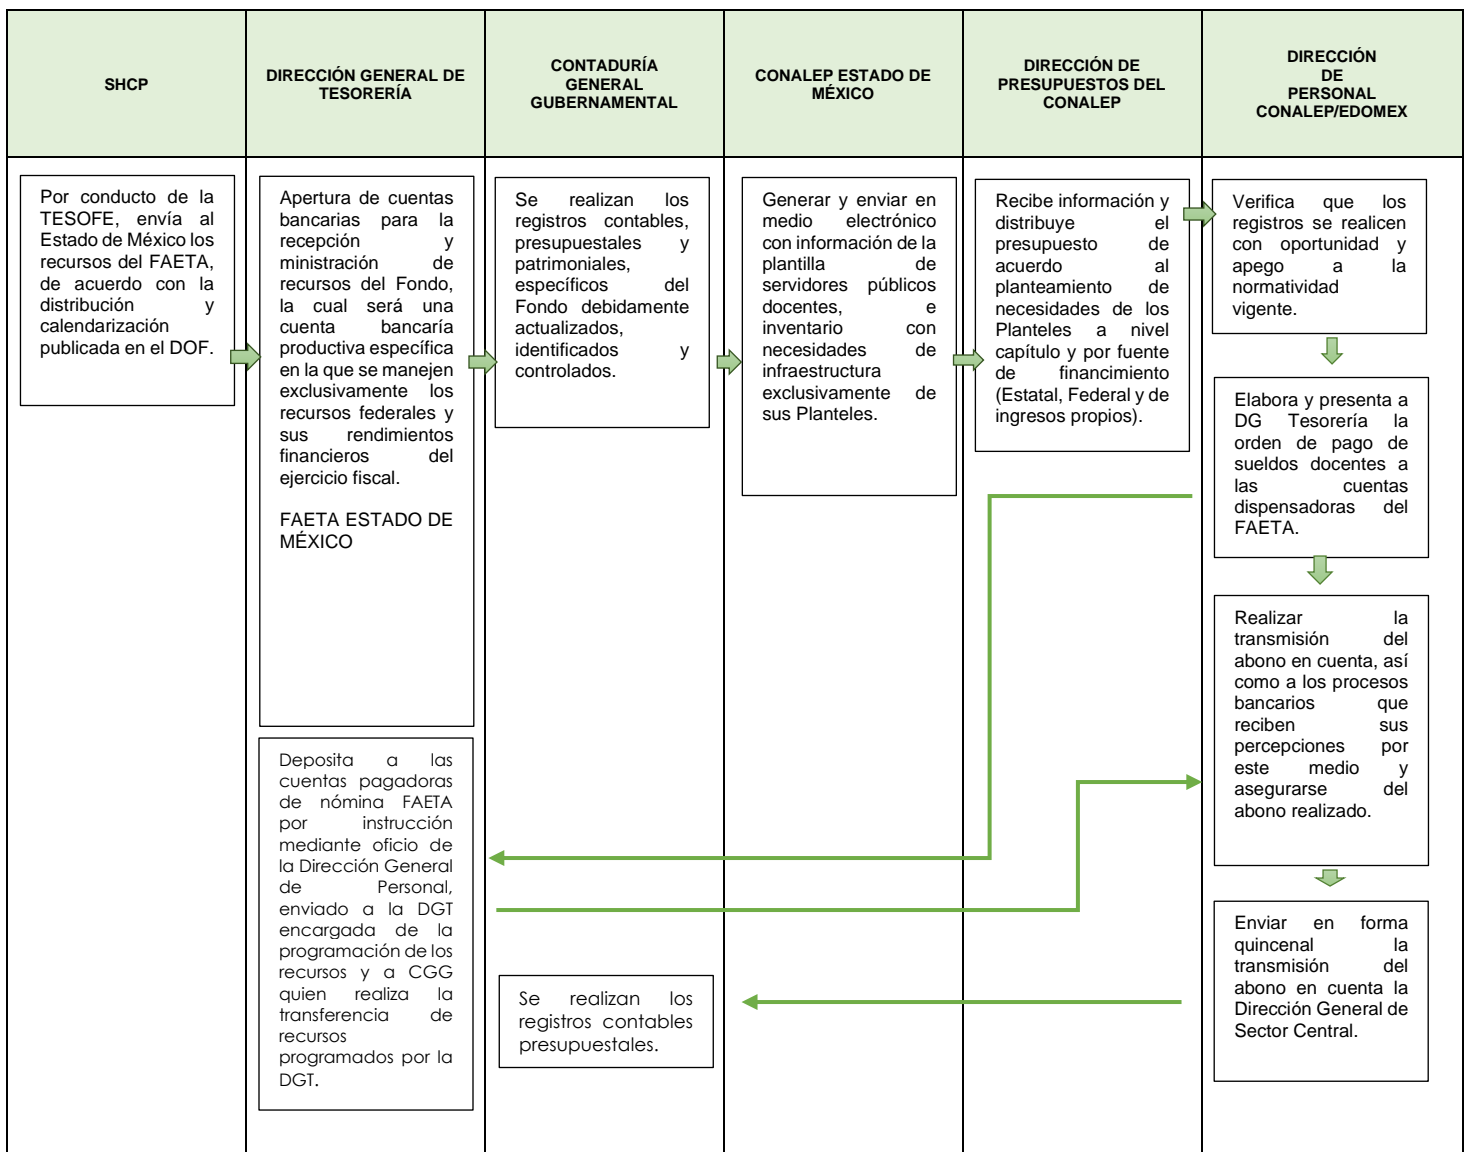 SHCP
DIRECCIÓN GENERAL DE
TESORERÍA
CONTADURÍA
GENERAL
GUBERNAMENTAL
CONALEP ESTADO DE
MÉXICO
DIRECCIÓN DE
PRESUPUESTOS DEL
CONALEP
DIRECCIÓN
DE
PERSONAL
CONALEP/EDOMEX
Por conducto de la
TESOFE, envía al
Estado de México los
recursos del FAETA,
de acuerdo con la
distribución y
calendarización
publicada en el DOF.
Apertura de cuentas
bancarias para la
recepción y
ministración de
recursos del Fondo,
la cual será una
cuenta bancaría
productiva específica
en la que se manejen
exclusivamente los
recursos federales y
sus rendimientos
financieros del
ejercicio fiscal.
FAETA ESTADO DE
MÉXICO
Deposita a las
cuentas pagadoras
de nómina FAETA
por instrucción
mediante oficio de
la Dirección General
de Personal,
enviado a la DGT
encargada de la
programación de los
recursos y a CGG
quien realiza la
transferencia de
recursos
programados por la
DGT.
Se realizan los
registros contables,
presupuestales y
patrimoniales,
específicos del
Fondo debidamente
actualizados,
identificados y
controlados.
Se realizan los
registros contables
presupuestales.
Generar y enviar en
medio electrónico
con información de la
plantilla de
servidores públicos
docentes, e
inventario con
necesidades de
infraestructura
exclusivamente de
sus Planteles.
Recibe información y
distribuye el
presupuesto de
acuerdo al
planteamiento de
necesidades de los
Planteles a nivel
capítulo y por fuente
de financimiento
(Estatal, Federal y de
ingresos propios).
Verifica que los
registros se realicen
con oportunidad y
apego a la
normatividad
vigente.
Elabora y presenta a
DG Tesorería la
orden de pago de
sueldos docentes a
las cuentas
dispensadoras del
FAETA.
Realizar la
transmisión del
abono en cuenta, así
como a los procesos
bancarios que
reciben sus
percepciones por
este medio y
asegurarse del
abono realizado.
Enviar en forma
quincenal la
transmisión del
abono en cuenta la
Dirección General de
Sector Central.